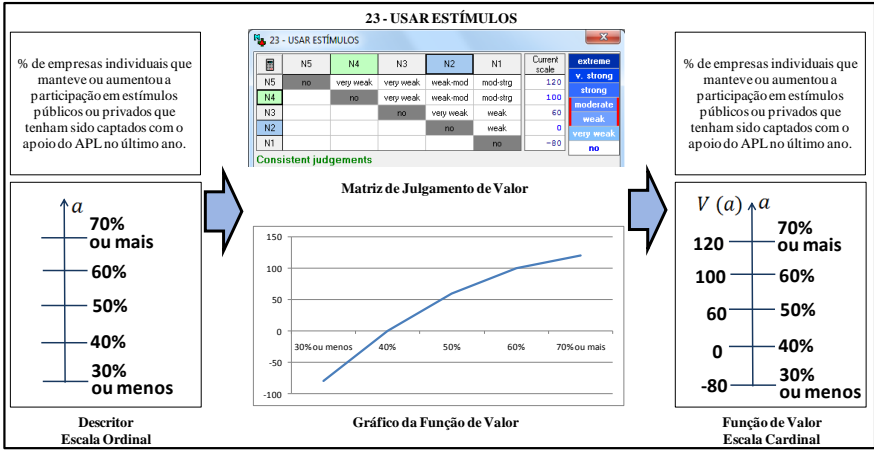 23 - USAR ESTÍMULOS
% de empresas individuais que
manteve ou aumentou a
participação em estímulos
públicos ou privados que
tenham sido captados com o
apoio do APL no último ano.
a
70%
ou mais
60%
50%
40%
30%
ou menos
Descritor
Escala Ordinal
23 - USAR ESTÍMULOS
x
N5 N4 N3 N2 N1 Current
scale
N5 no very weak very weak weak-mod mod-strg 120
N4 no very weak weak-mod mod-strg 100
N3 no very weak weak 60
N2 no weak 0
N1 no -80
extreme
v. strong
strong
moderate
weak
very weak
no
Consistent judgements
Matriz de Julgamento de Valor
150
100
50
0
-50
-100
30% ou menos 40% 50% 60% 70% ou mais
Gráfico da Função de Valor
% de empresas individuais que
manteve ou aumentou a
participação em estímulos
públicos ou privados que
tenham sido captados com o
apoio do APL no último ano.
V (a) a
120 70%
ou mais
100 60%
60 50%
0 40%
-80 30%
ou menos
Função de Valor
Escala Cardinal